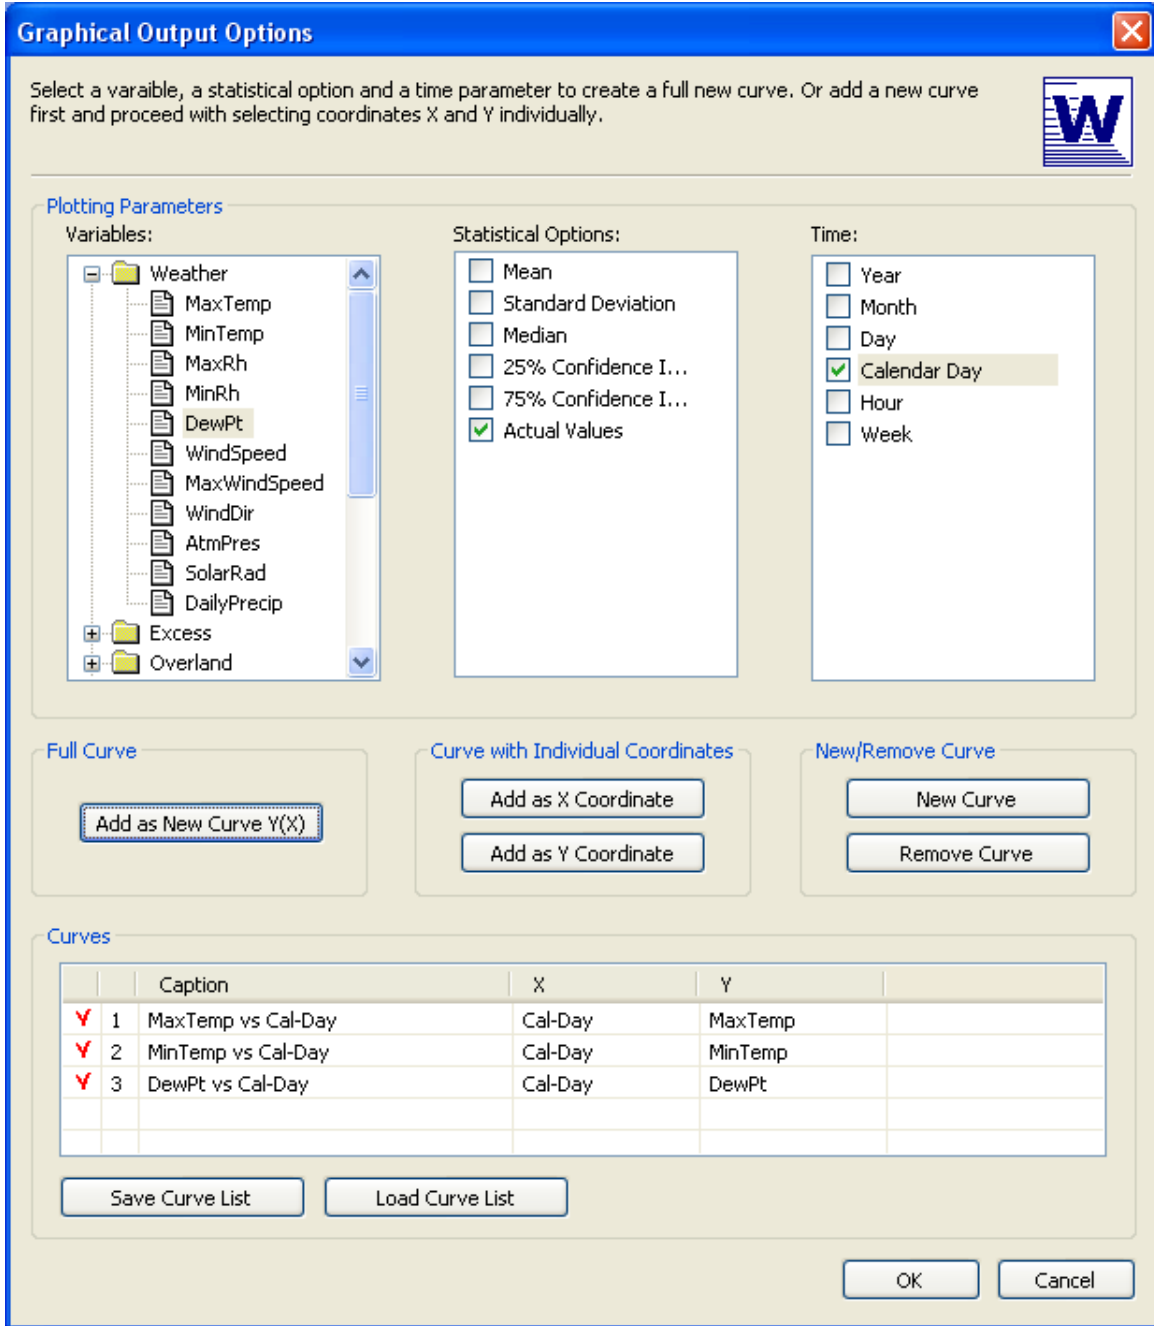 Graphical Output Options
Select a varaible, a statistical option and a time parameter to create a full new curve. Or add a new curve
first and proceed with selecting coordinates X and Y individually.
W
Plotting Parameters
Variables:
Weather
MaxTemp
MinTemp
MaxRh
MinRh
DewPt
WindSpeed
MaxWindSpeed
WindDir
AtmPres
SolarRad
DailyPrecip
Excess
Overland
Statistical Options:
Mean
Standard Deviation
Median
25% Confidence I...
75% Confidence I...
Actual Values
Time:
Year
Month
Day
Calendar Day
Hour
Week
Full Curve
Add as New Curve Y(X)
Curve with Individual Coordinates
Add as X Coordinate
Add as Y Coordinate
New/Remove Curve
New Curve
Remove Curve
Curves
Caption X Y
1 MaxTemp vs Cal-Day Cal-Day MaxTemp
2 MinTemp vs Cal-Day Cal-Day MinTemp
3 DewPt vs Cal-Day Cal-Day DewPt
Save Curve List Load Curve List
OK Cancel